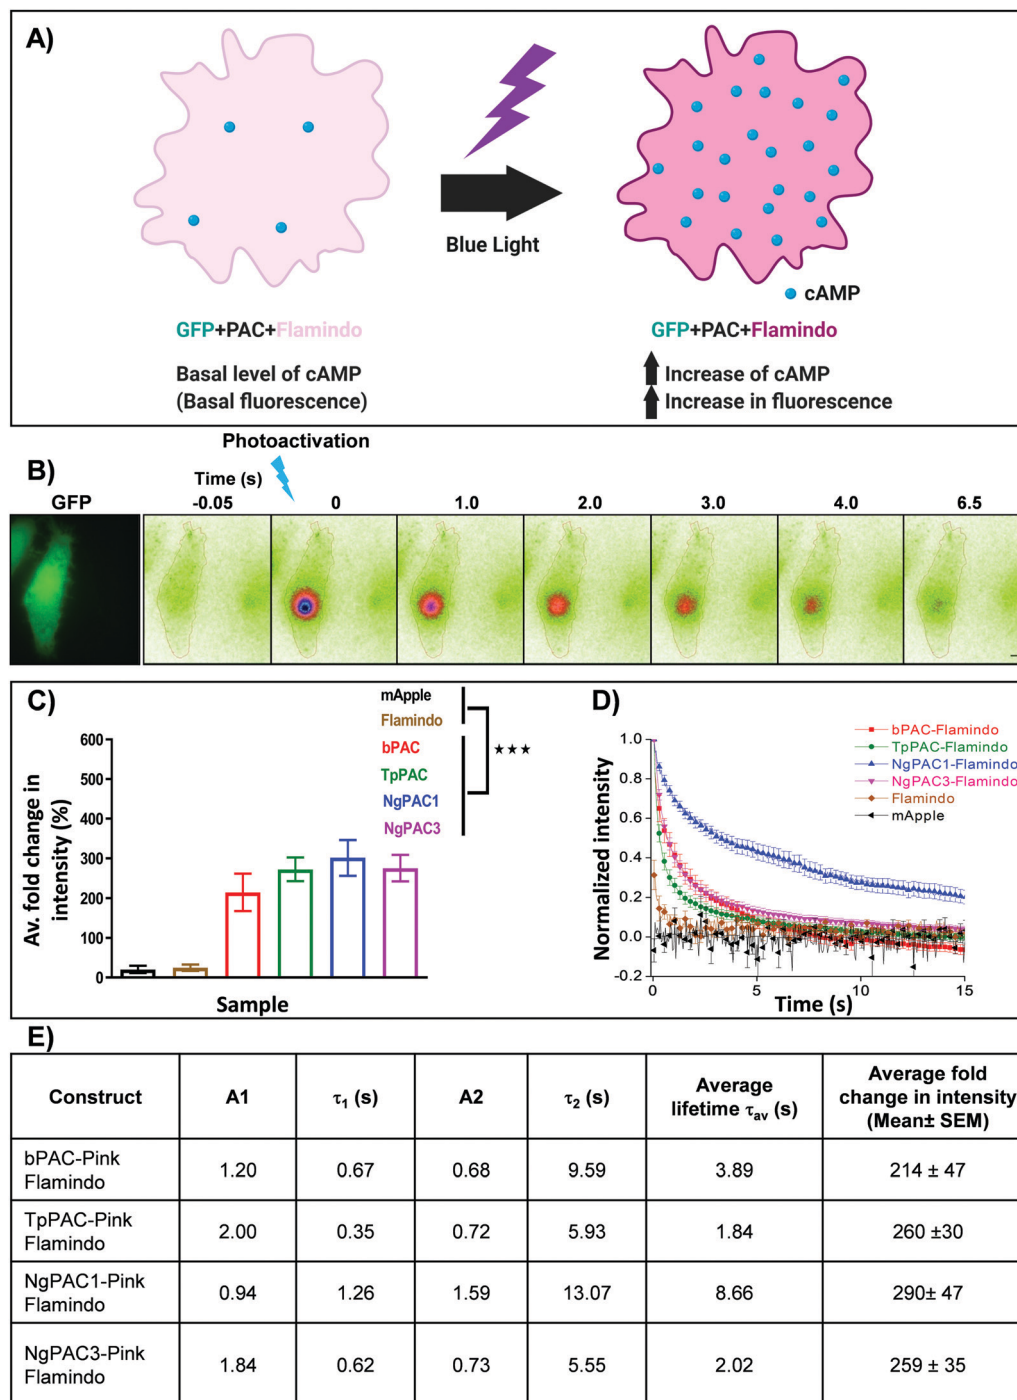 A)
Blue Light
cAMP
GFP+PAC+Flamindo
GFP+PAC+Flamindo
Basal level of cAMP
(Basal fluorescence)
Increase of cAMP
Increase in fluorescence
B)
Photoactivation
Time (s)
GFP
-0.05
0
1.0
2.0
3.0
4.0
6.5
C)
mApple
Flamindo
bPAC
TpPAC
NgPAC1
NgPAC3
★★★
Av. fold change in
intensity (%)
600
500
400
300
200
100
0
Sample
D)
bPAC-Flamindo
TpPAC-Flamindo
NgPAC1-Flamindo
NgPAC3-Flamindo
Flamindo
mApple
Normalized intensity
1.0
0.8
0.6
0.4
0.2
0.0
-0.2
0
5
10
15
Time (s)
E)
Construct A1 τ1 (s) A2 τ2 (s) Average lifetime τav (s) Average fold change in intensity (Mean± SEM)
bPAC-Pink Flamindo 1.20 0.67 0.68 9.59 3.89 214 ± 47
TpPAC-Pink Flamindo 2.00 0.35 0.72 5.93 1.84 260 ±30
NgPAC1-Pink Flamindo 0.94 1.26 1.59 13.07 8.66 290± 47
NgPAC3-Pink Flamindo 1.84 0.62 0.73 5.55 2.02 259 ± 35